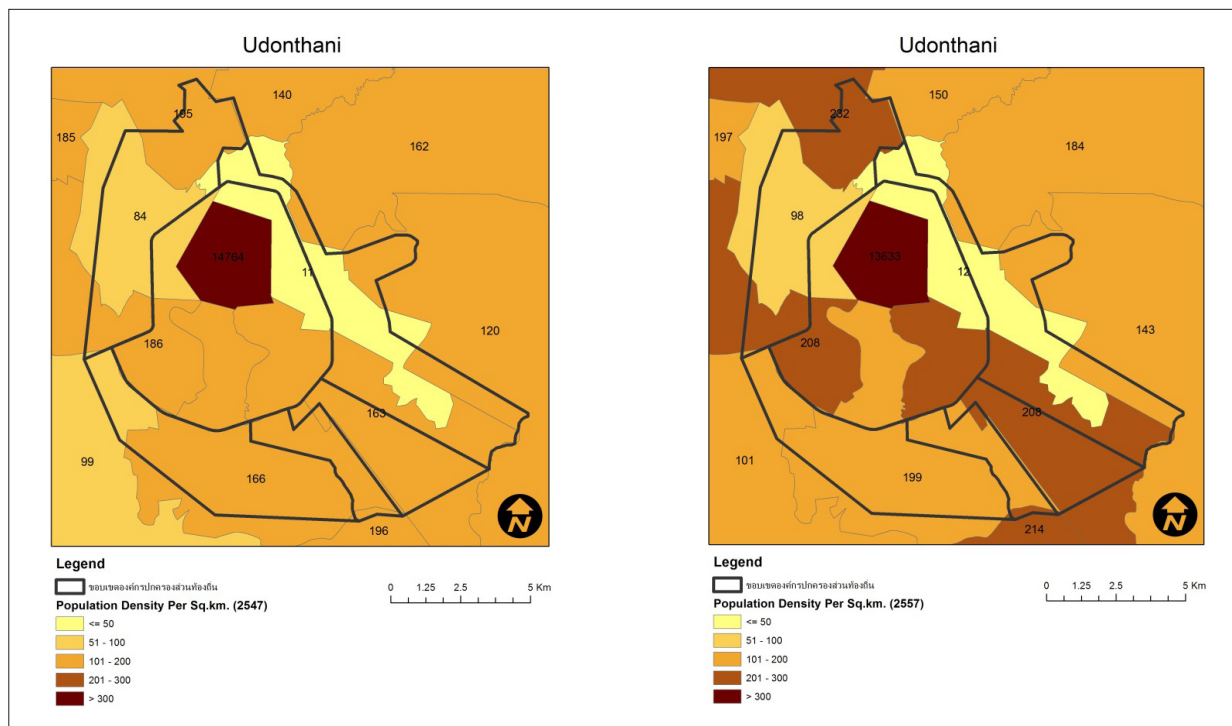 Udonthani
140
195
185
162
84
14764
11
120
186
163
99
166
196
N
Legend
ขอบเขตองค์กรปกครองส่วนท้องถิ่น
Population Density Per Sq.km. (2547)
<= 50
51 - 100
101 - 200
201 - 300
> 300
0 1.25 2.5 5 Km
Udonthani
150
232
197
184
98
13633
12
143
208
208
101
199
214
N
Legend
ขอบเขตองค์กรปกครองส่วนท้องถิ่น
Population Density Per Sq.km. (2557)
<= 50
51 - 100
101 - 200
201 - 300
> 300
0 1.25 2.5 5 Km